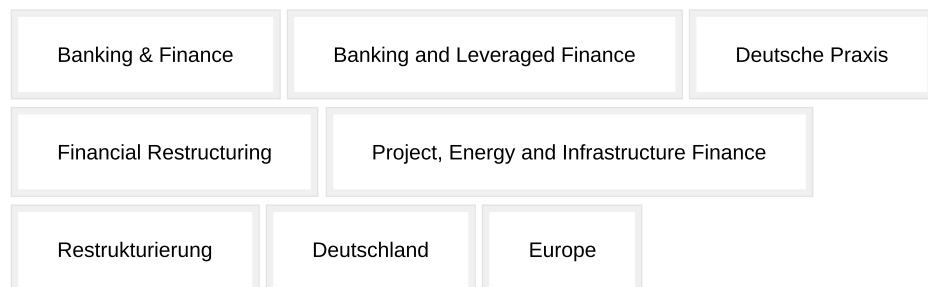 Banking & Finance Banking and Leveraged Finance Deutsche Praxis
Financial Restructuring Project, Energy and Infrastructure Finance
Restrukturierung Deutschland Europe